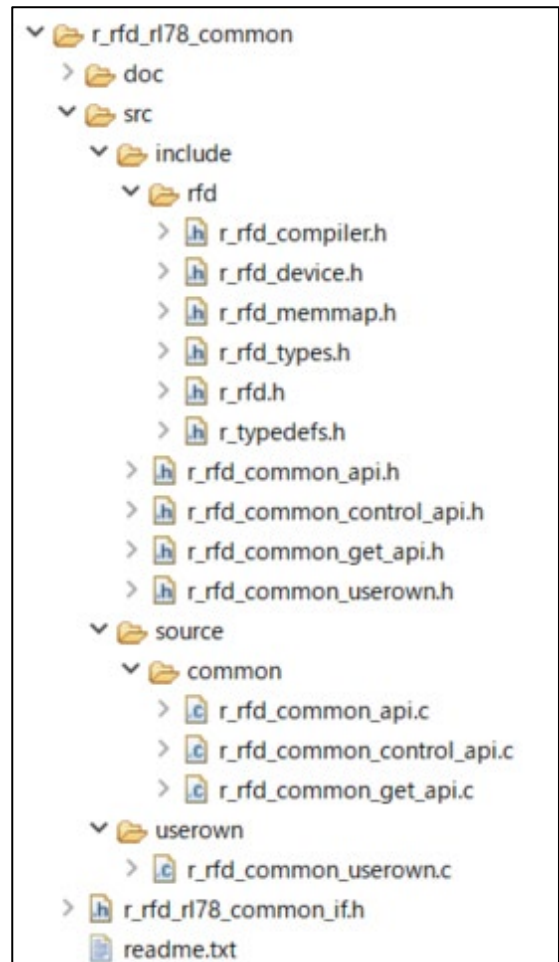 r_rfd_rl78_common
doc
src
include
rfd
r_rfd_compiler.h
r_rfd_device.h
r_rfd_memmap.h
r_rfd_types.h
r_rfd.h
r_typedefs.h
r_rfd_common_api.h
r_rfd_common_control_api.h
r_rfd_common_get_api.h
r_rfd_common_userown.h
source
common
r_rfd_common_api.c
r_rfd_common_control_api.c
r_rfd_common_get_api.c
userown
r_rfd_common_userown.c
r_rfd_rl78_common_if.h
readme.txt